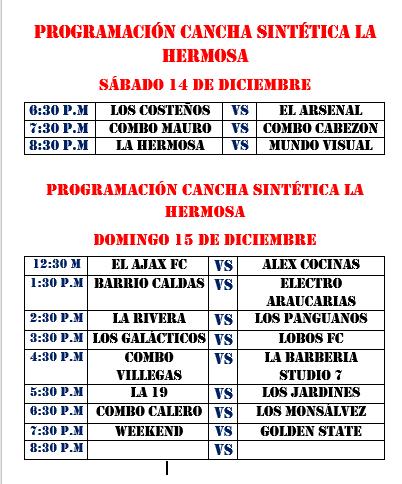 PROGRAMACIÓN CANCHA SINTÉTICA LA
HERMOSA
SÁBADO 14 DE DICIEMBRE
6:30 P.M LOS COSTEÑOS VS EL ARSENAL
7:30 P.M COMBO MAURO VS COMBO CABEZON
8:30 P.M LA HERMOSA VS MUNDO VISUAL
PROGRAMACIÓN CANCHA SINTÉTICA LA
HERMOSA
DOMINGO 15 DE DICIEMBRE
12:30 M EL AJAX FC VS ALEX COCINAS
1:30 P.M BARRIO CALDAS VS ELECTRO
ARAUCARIAS
2:30 P.M LA RIVERA VS LOS PANGUANOS
3:30 P.M LOS GALÁCTICOS VS LOBOS FC
4:30 P.M COMBO VS LA BARBERIA
VILLEGAS STUDIO 7
5:30 P.M LA 19 VS LOS JARDINES
6:30 P.M COMBO CALERO VS LOS MONSÁLVEZ
7:30 P.M WEEKEND VS GOLDEN STATE
8:30 P.M VS